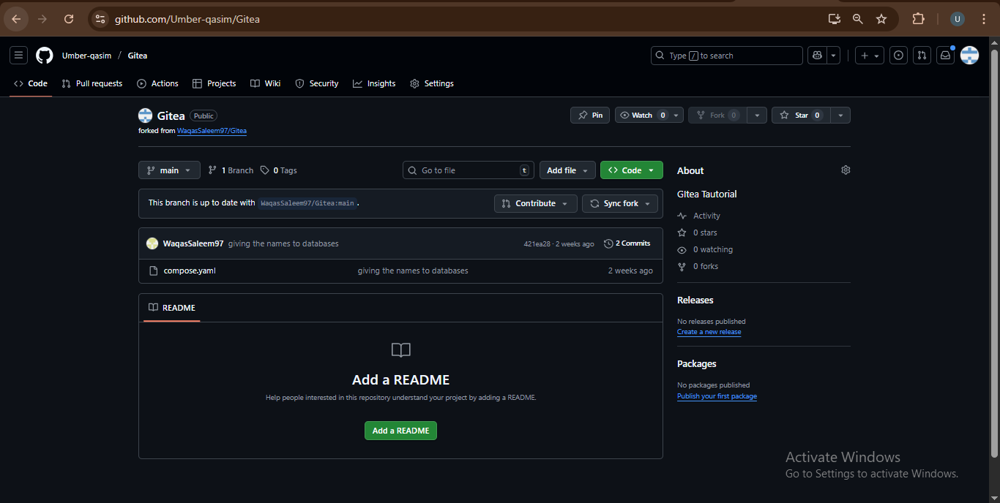 github.com/Umber-qasim/Gitea
U
Umber-qasim / Gitea
Type / to search
Code Pull requests Actions Projects Wiki Security Insights Settings
Gitea Public
Pin Watch 0 Fork 0 Star 0
forked from WaqasSaleem97/Gitea
main 1 Branch 0 Tags Go to file t Add file Code
This branch is up to date with WaqasSaleem97/Gitea:main .
Contribute Sync fork
WaqasSaleem97 giving the names to databases 421ea28 · 2 weeks ago 2 Commits
compose.yaml giving the names to databases 2 weeks ago
README
Add a README
Help people interested in this repository understand your project by adding a README.
Add a README
About
GItea Tautorial
Activity
0 stars
0 watching
0 forks
Releases
No releases published
Create a new release
Packages
No packages published
Publish your first package
Activate Windows
Go to Settings to activate Windows.